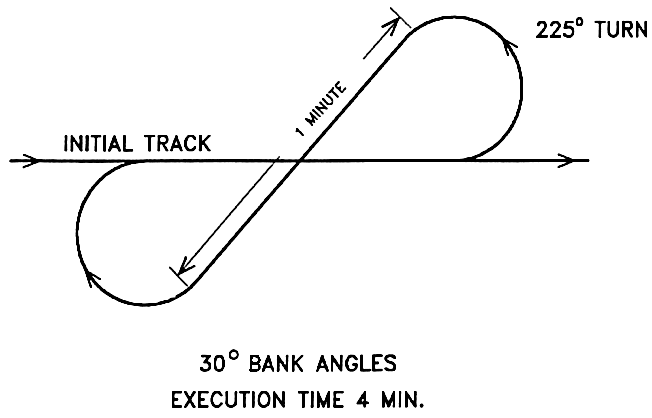 225° TURN
1 MINUTE
INITIAL TRACK
30° BANK ANGLES
EXECUTION TIME 4 MIN.